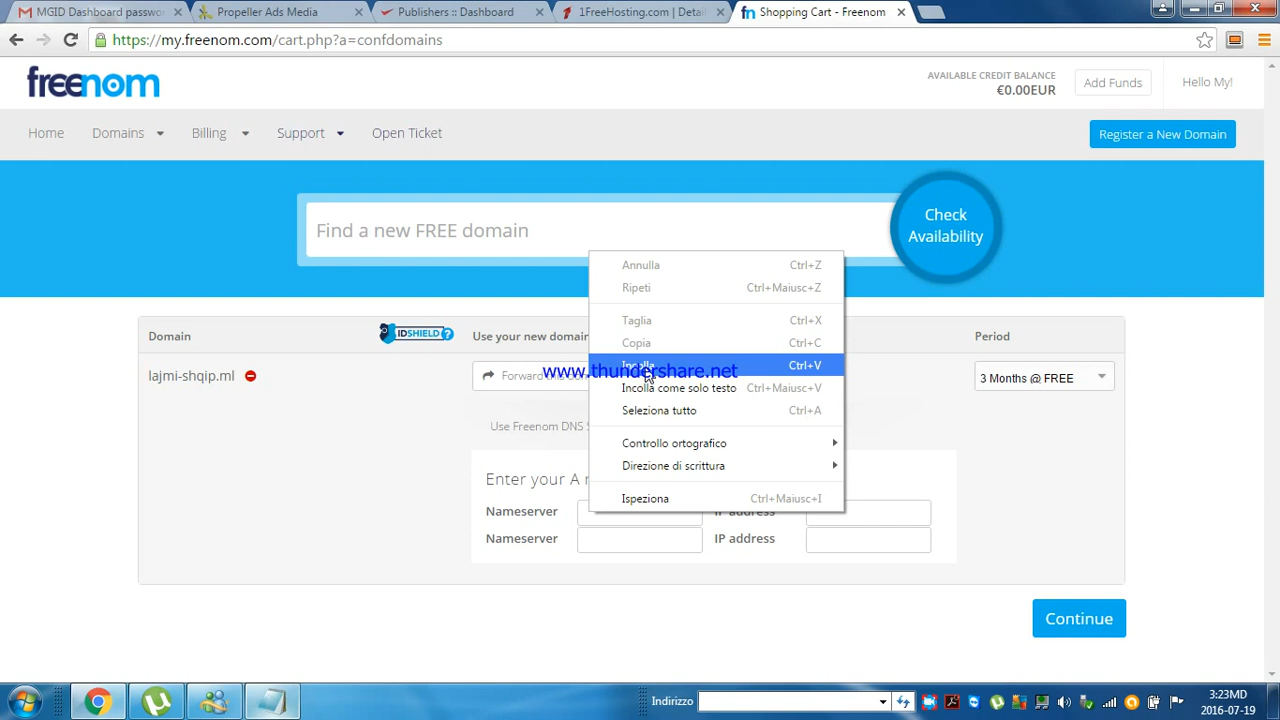 MGID Dashboard passwor
Propeller Ads Media
Publishers :: Dashboard
1FreeHosting.com | Detail
Shopping Cart - Freenom
https://my.freenom.com/cart.php?a=confdomains
freenom
AVAILABLE CREDIT BALANCE
€0.00EUR
Add Funds
Hello My!
Home
Domains
Billing
Support
Open Ticket
Register a New Domain
Find a new FREE domain
Check
Availability
Annulla Ctrl+Z
Ripeti Ctrl+Maiusc+Z
Taglia Ctrl+X
Copia Ctrl+C
Incolla Ctrl+V
www.thundershare.net
Incolla come solo testo Ctrl+Maiusc+V
Seleziona tutto Ctrl+A
Controllo ortografico
Direzione di scrittura
Ispeziona Ctrl+Maiusc+I
Domain
IDSHIELD ?
Use your new domain
Period
lajmi-shqip.ml
Forward this
3 Months @ FREE
Use Freenom DNS
Enter your A
Nameserver
IP address
Nameserver
IP address
Continue
Indirizzo
3:23MD
2016-07-19